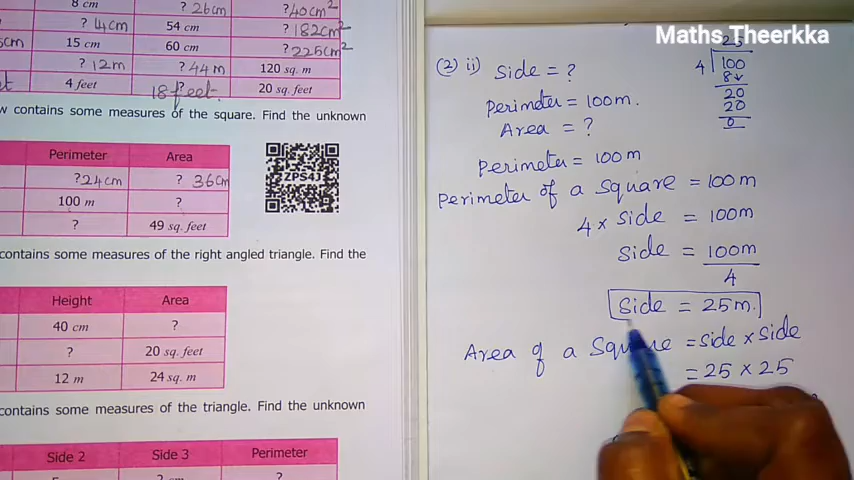 Maths Theerkka
8 cm ? 26cm ? 40cm²
? 4cm 54 cm ? 182cm²
15 cm 60 cm ? 225cm²
? 12m ? 44m 120 sq. m
4 feet 18 feet 20 sq. feet
contains some measures of the square. Find the unknown
Perimeter Area
? 24cm ? 36cm
100 m ?
? 49 sq. feet
ZPS4J
contains some measures of the right angled triangle. Find the
Height Area
40 cm ?
? 20 sq. feet
12 m 24 sq. m
contains some measures of the triangle. Find the unknown
Side 2 Side 3 Perimeter
?
(2) ii) Side = ?
Perimeter = 100m.
Area = ?
Perimeter = 100m
Perimeter of a Square = 100m
4 × side = 100m
side = 100m
4
Side = 25m.
Area of a Square = side × side
= 25 × 25
25
4 100
8
20
20
0